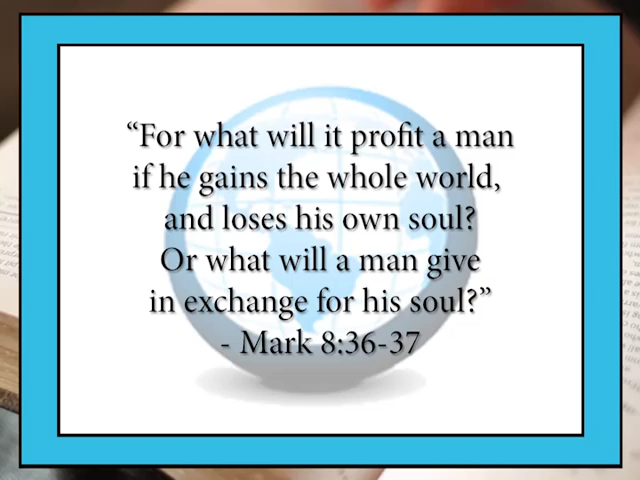 “For what will it profit a man
if he gains the whole world,
and loses his own soul?
Or what will a man give
in exchange for his soul?”
- Mark 8:36-37